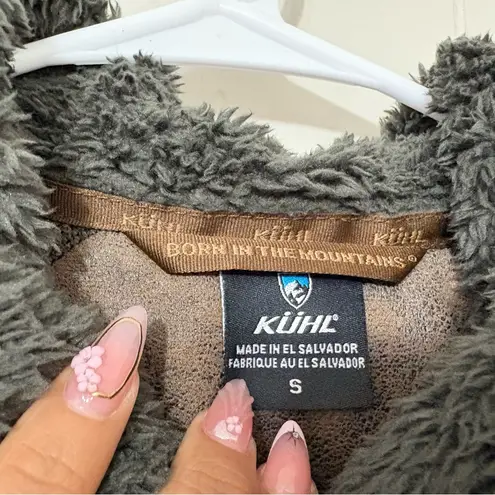 KÜHL KÜHL KÜHL
BORN IN THE MOUNTAINS®
KÜHL®
MADE IN EL SALVADOR
FABRIQUE AU EL SALVADOR
S